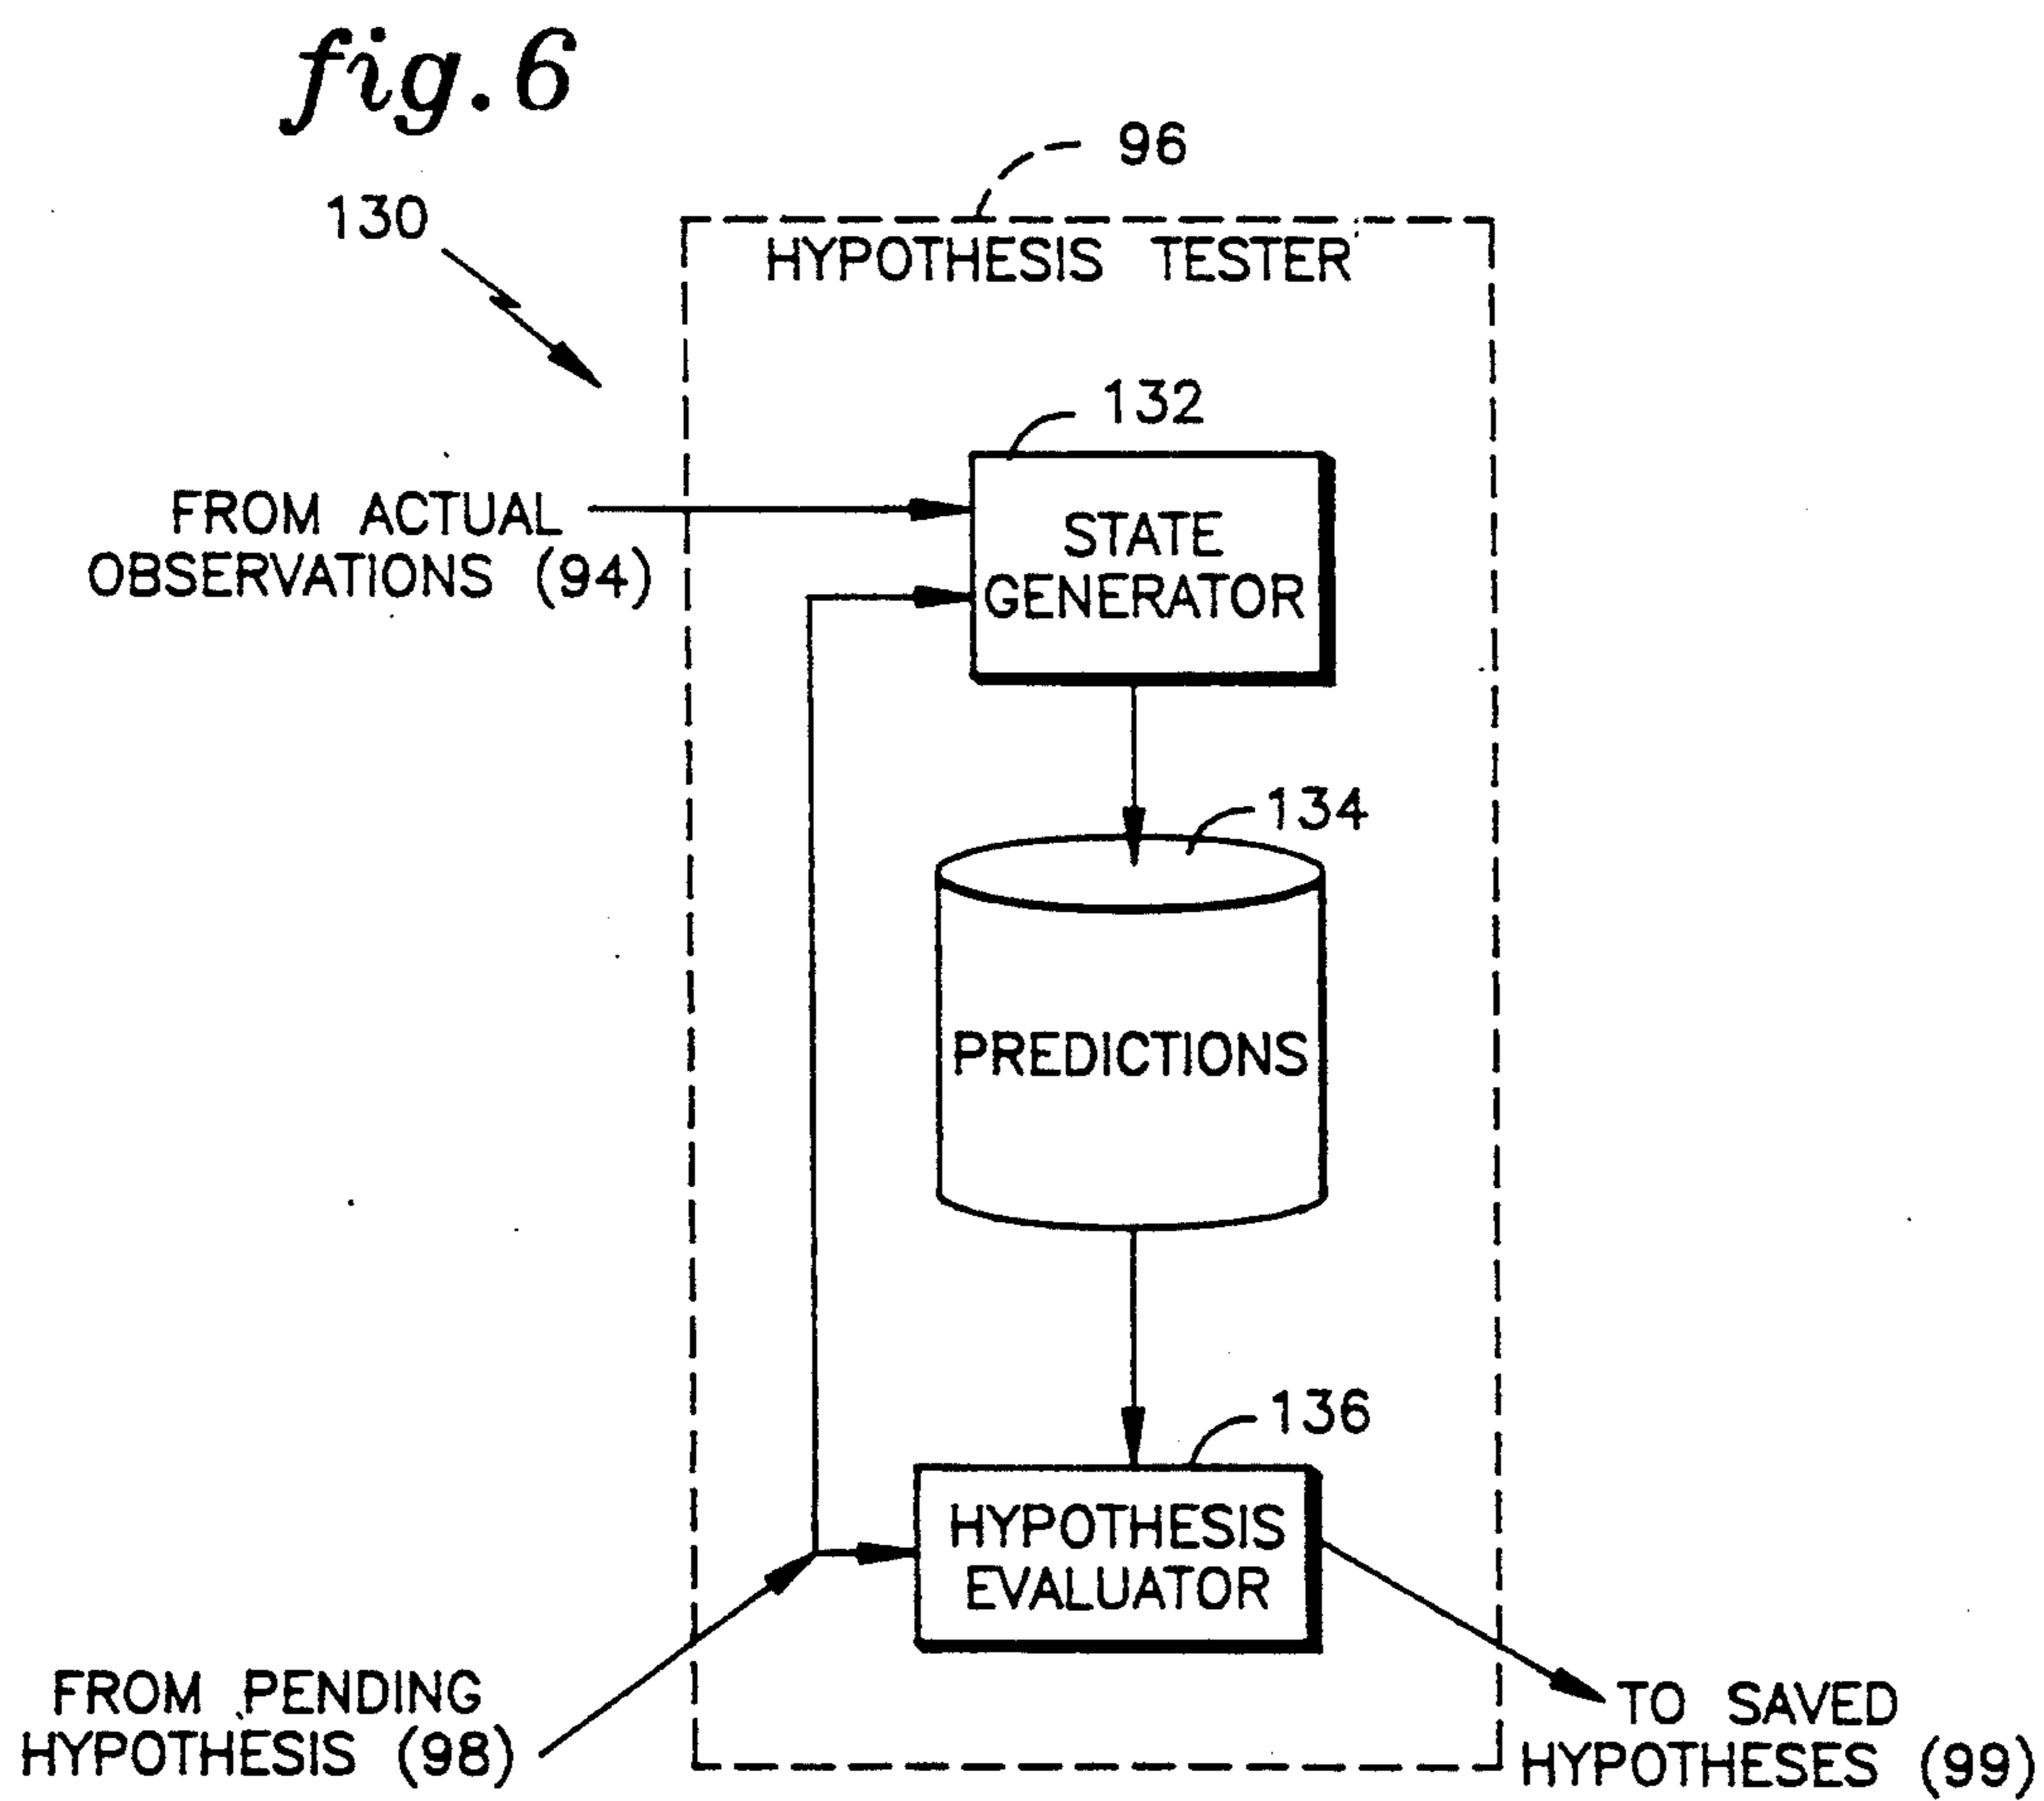 fig.6
96
130
HYPOTHESIS TESTER
132
FROM ACTUAL
OBSERVATIONS (94)
STATE
GENERATOR
134
PREDICTIONS
136
HYPOTHESIS
EVALUATOR
FROM PENDING
HYPOTHESIS (98)
TO SAVED
HYPOTHESES (99)